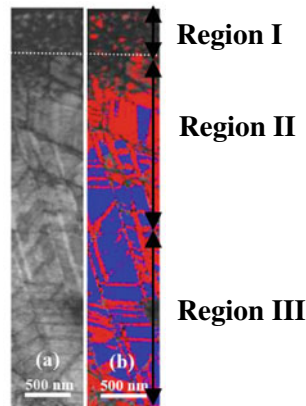 Region I
Region II
Region III
(a) (b)
500 nm 500 nm